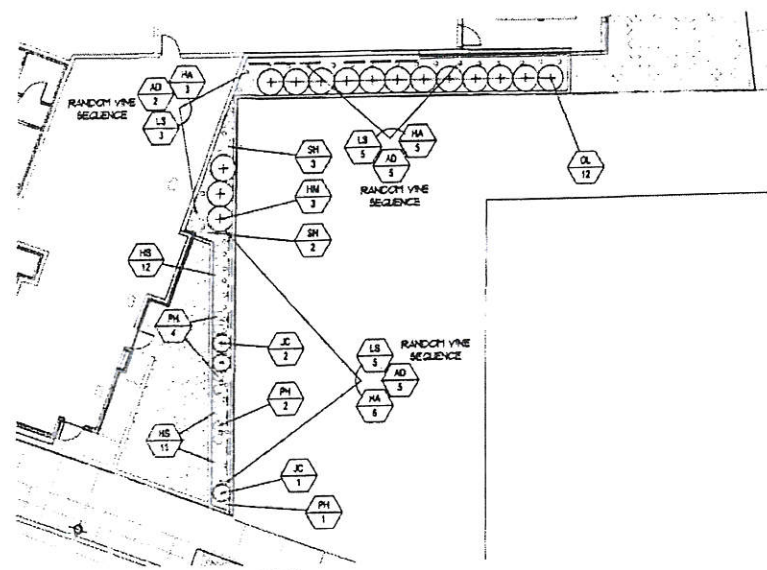 HA
3
AD
2
RANDOM VINE
SEQUENCE
LS
3
LS
5
HA
5
AD
5
RANDOM VINE
SEQUENCE
OL
12
SH
3
HM
3
SH
2
HS
12
PH
4
JC
2
LS
5
RANDOM VINE
SEQUENCE
AD
5
HA
6
PH
2
HS
11
JC
1
PH
1